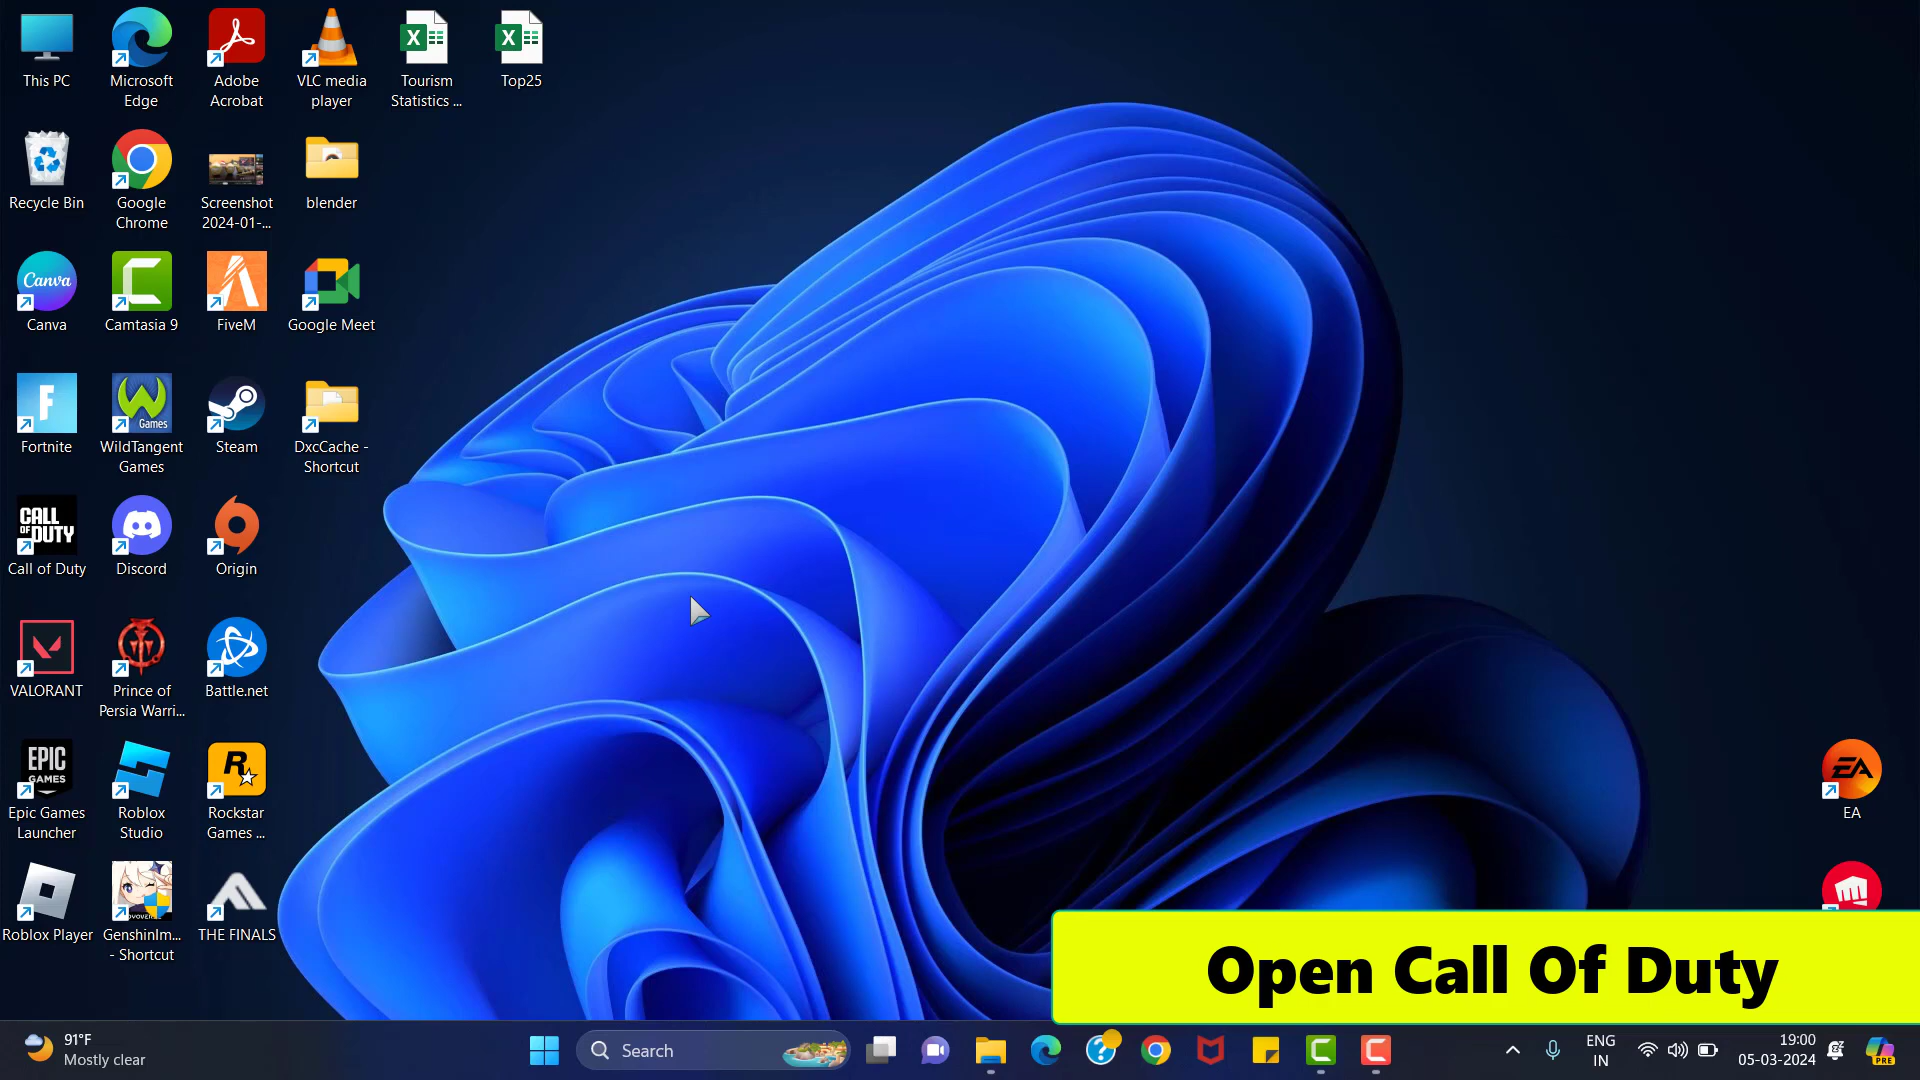 This PC
Microsoft
Edge
Adobe
Acrobat
VLC media
player
Tourism
Statistics ...
Top25
Recycle Bin
Google
Chrome
Screenshot
2024-01-...
blender
Canva
Canva
Camtasia 9
FiveM
Google Meet
Fortnite
Games
WildTangent
Games
Steam
DxcCache -
Shortcut
CALL
OF DUTY
Call of Duty
Discord
Origin
VALORANT
Prince of
Persia Warri...
Battle.net
EPIC
GAMES
Epic Games
Launcher
Roblox
Studio
R
Rockstar
Games ...
EA
EA
Roblox Player
GenshinIm...
- Shortcut
THE FINALS
Open Call Of Duty
91°F
Mostly clear
Search
ENG
IN
19:00
05-03-2024
PRE